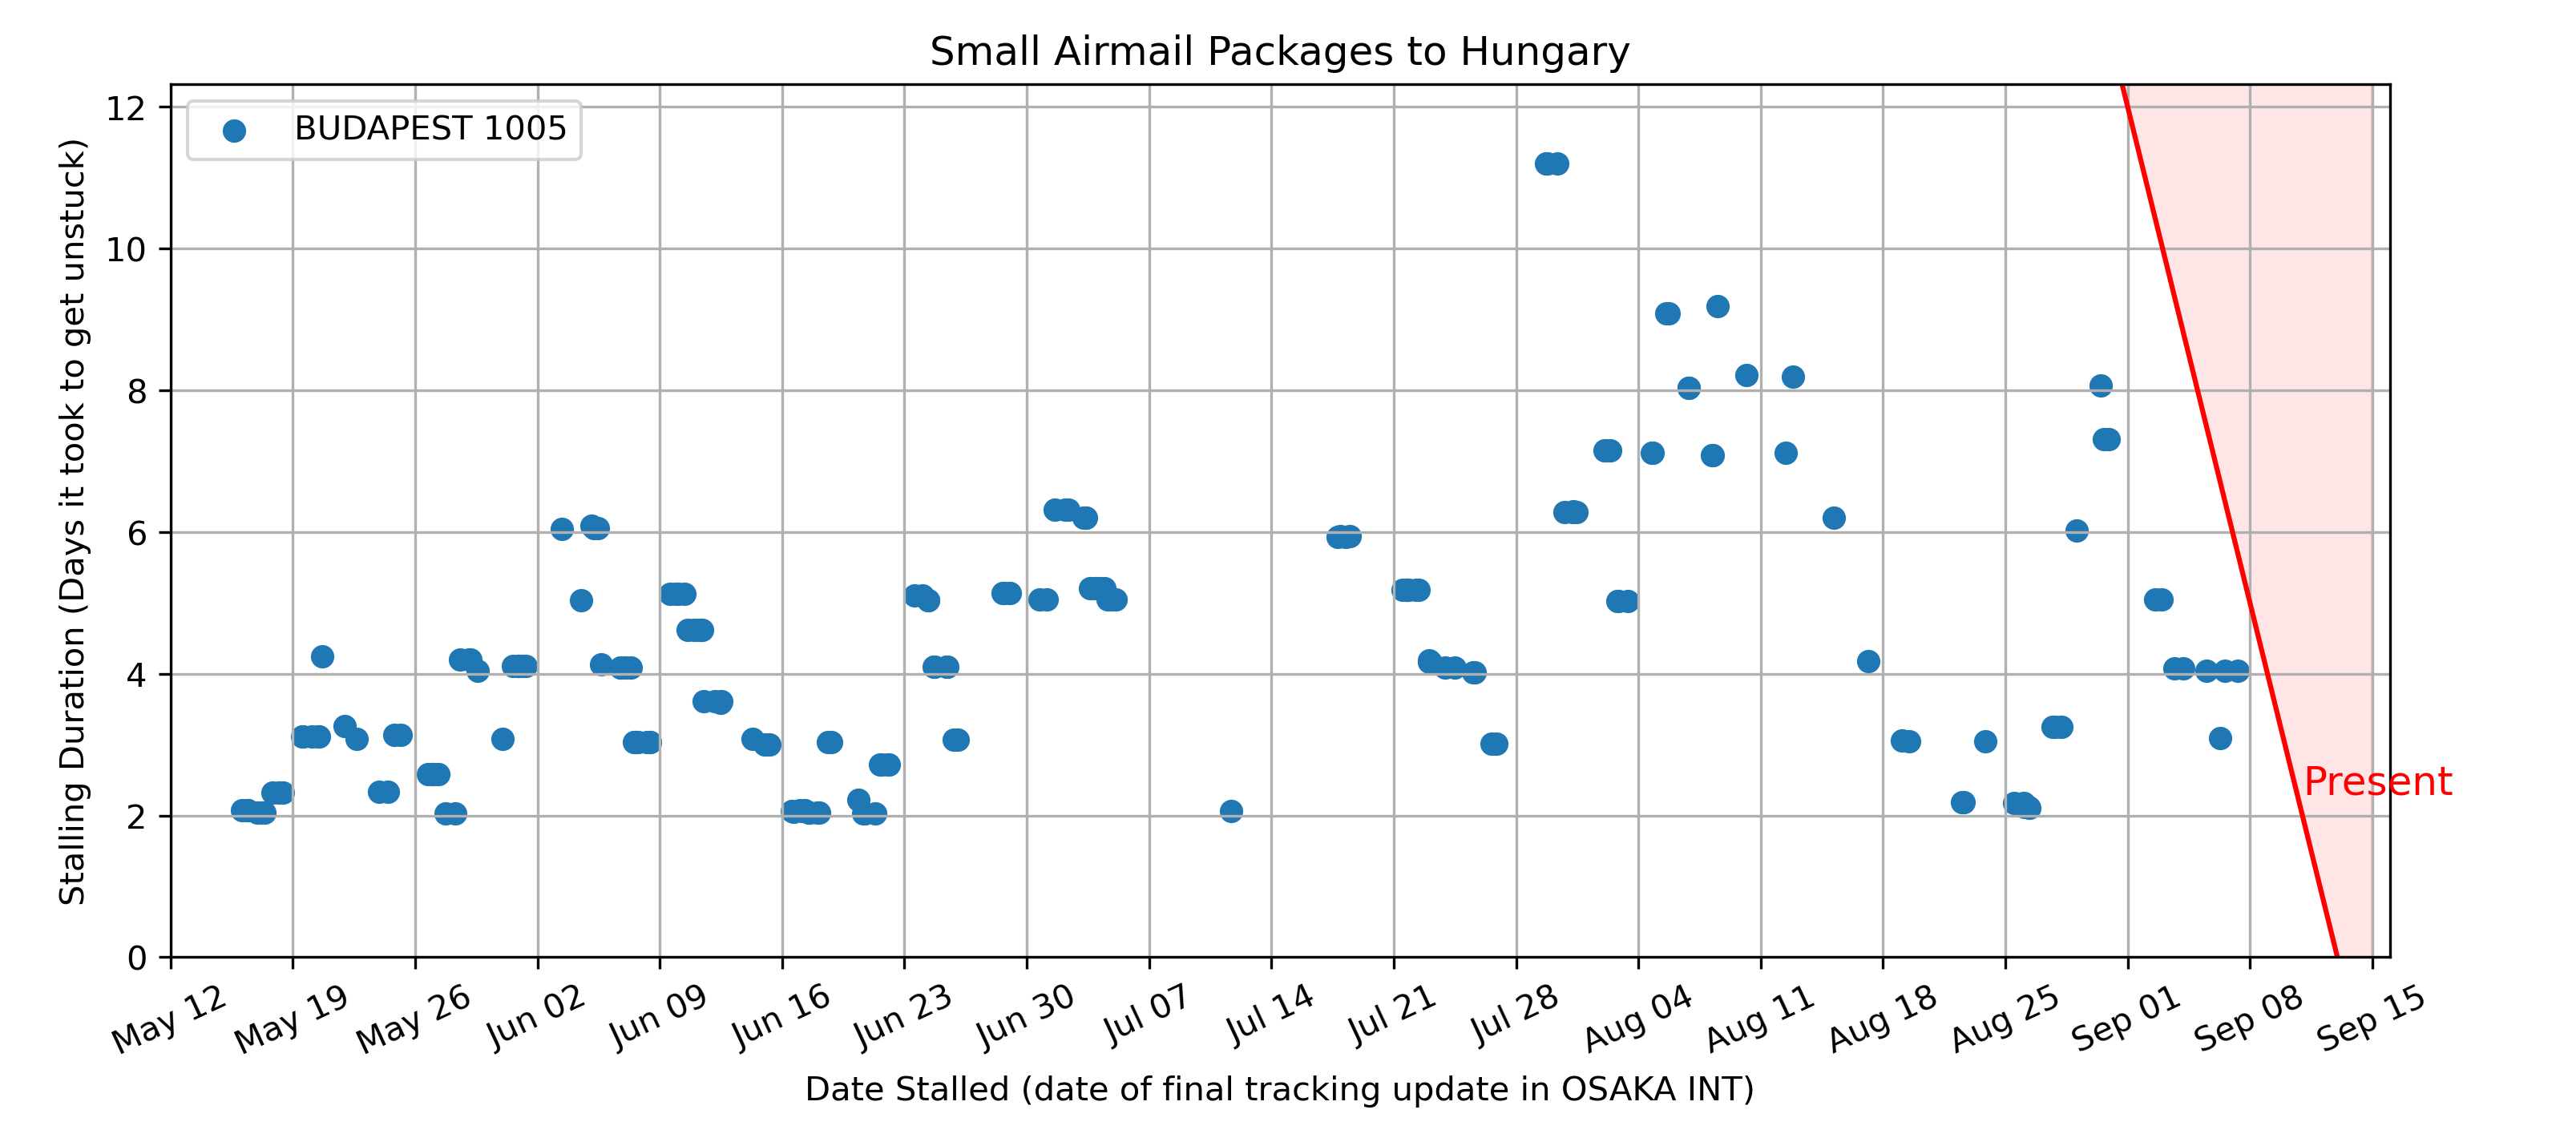 Small Airmail Packages to Hungary
BUDAPEST 1005
Stalling Duration (Days it took to get unstuck)
12
10
8
6
4
2
0
Present
May 12
May 19
May 26
Jun 02
Jun 09
Jun 16
Jun 23
Jun 30
Jul 07
Jul 14
Jul 21
Jul 28
Aug 04
Aug 11
Aug 18
Aug 25
Sep 01
Sep 08
Sep 15
Date Stalled (date of final tracking update in OSAKA INT)